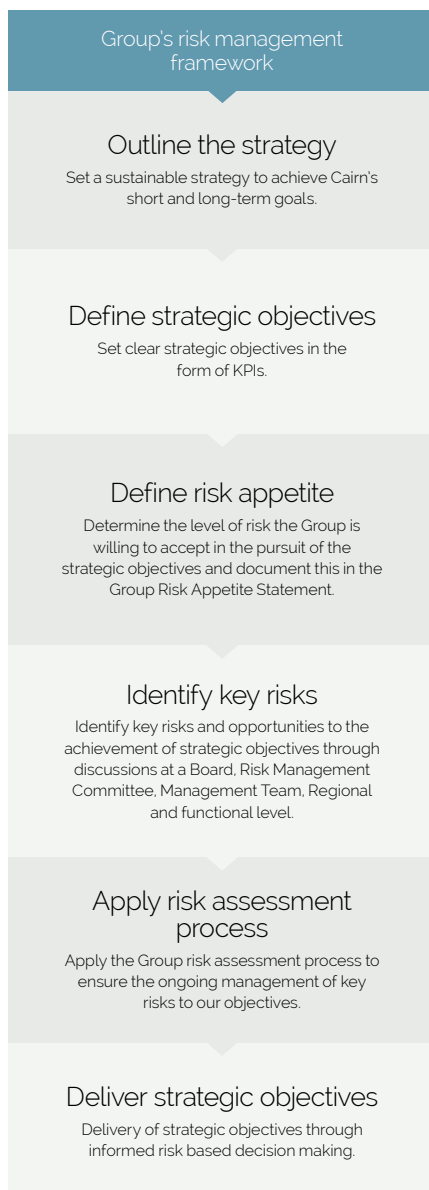 Group's risk management
framework
Outline the strategy
Set a sustainable strategy to achieve Cairn's
short and long-term goals.
Define strategic objectives
Set clear strategic objectives in the
form of KPIs.
Define risk appetite
Determine the level of risk the Group is
willing to accept in the pursuit of the
strategic objectives and document this in the
Group Risk Appetite Statement.
Identify key risks
Identify key risks and opportunities to the
achievement of strategic objectives through
discussions at a Board, Risk Management
Committee, Management Team, Regional
and functional level.
Apply risk assessment
process
Apply the Group risk assessment process to
ensure the ongoing management of key
risks to our objectives.
Deliver strategic objectives
Delivery of strategic objectives through
informed risk based decision making.